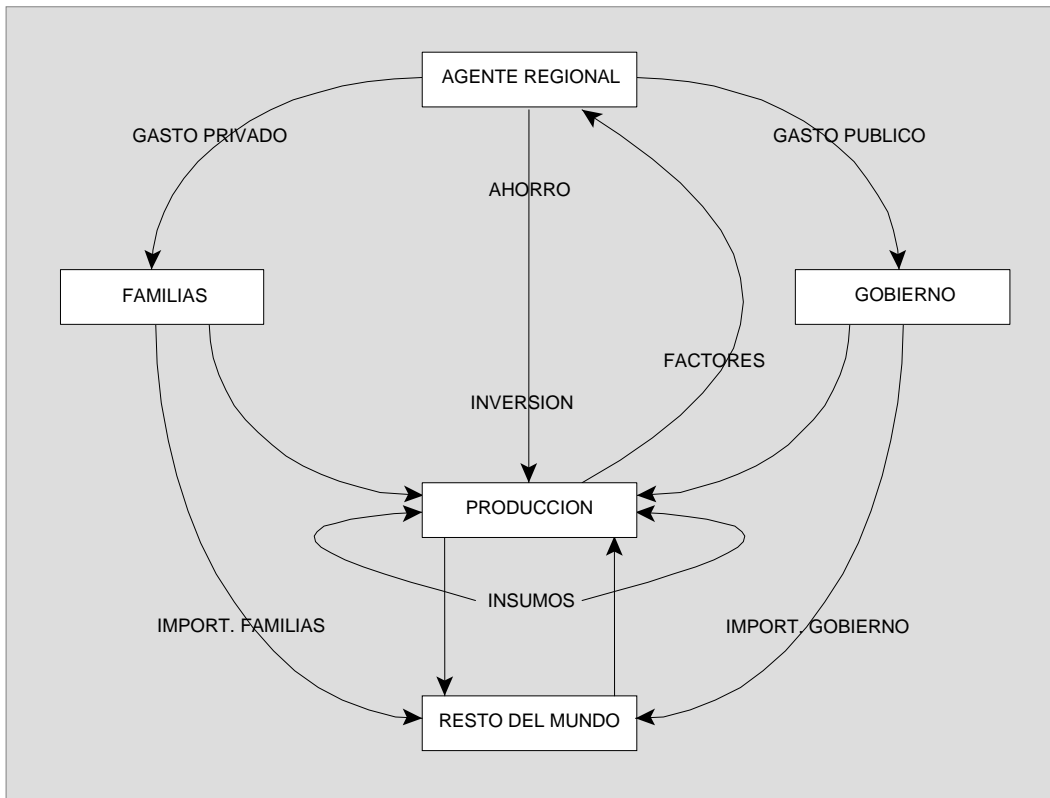 AGENTE REGIONAL
GASTO PRIVADO
GASTO PUBLICO
AHORRO
FAMILIAS
GOBIERNO
FACTORES
INVERSION
PRODUCCION
INSUMOS
IMPORT. FAMILIAS
IMPORT. GOBIERNO
RESTO DEL MUNDO